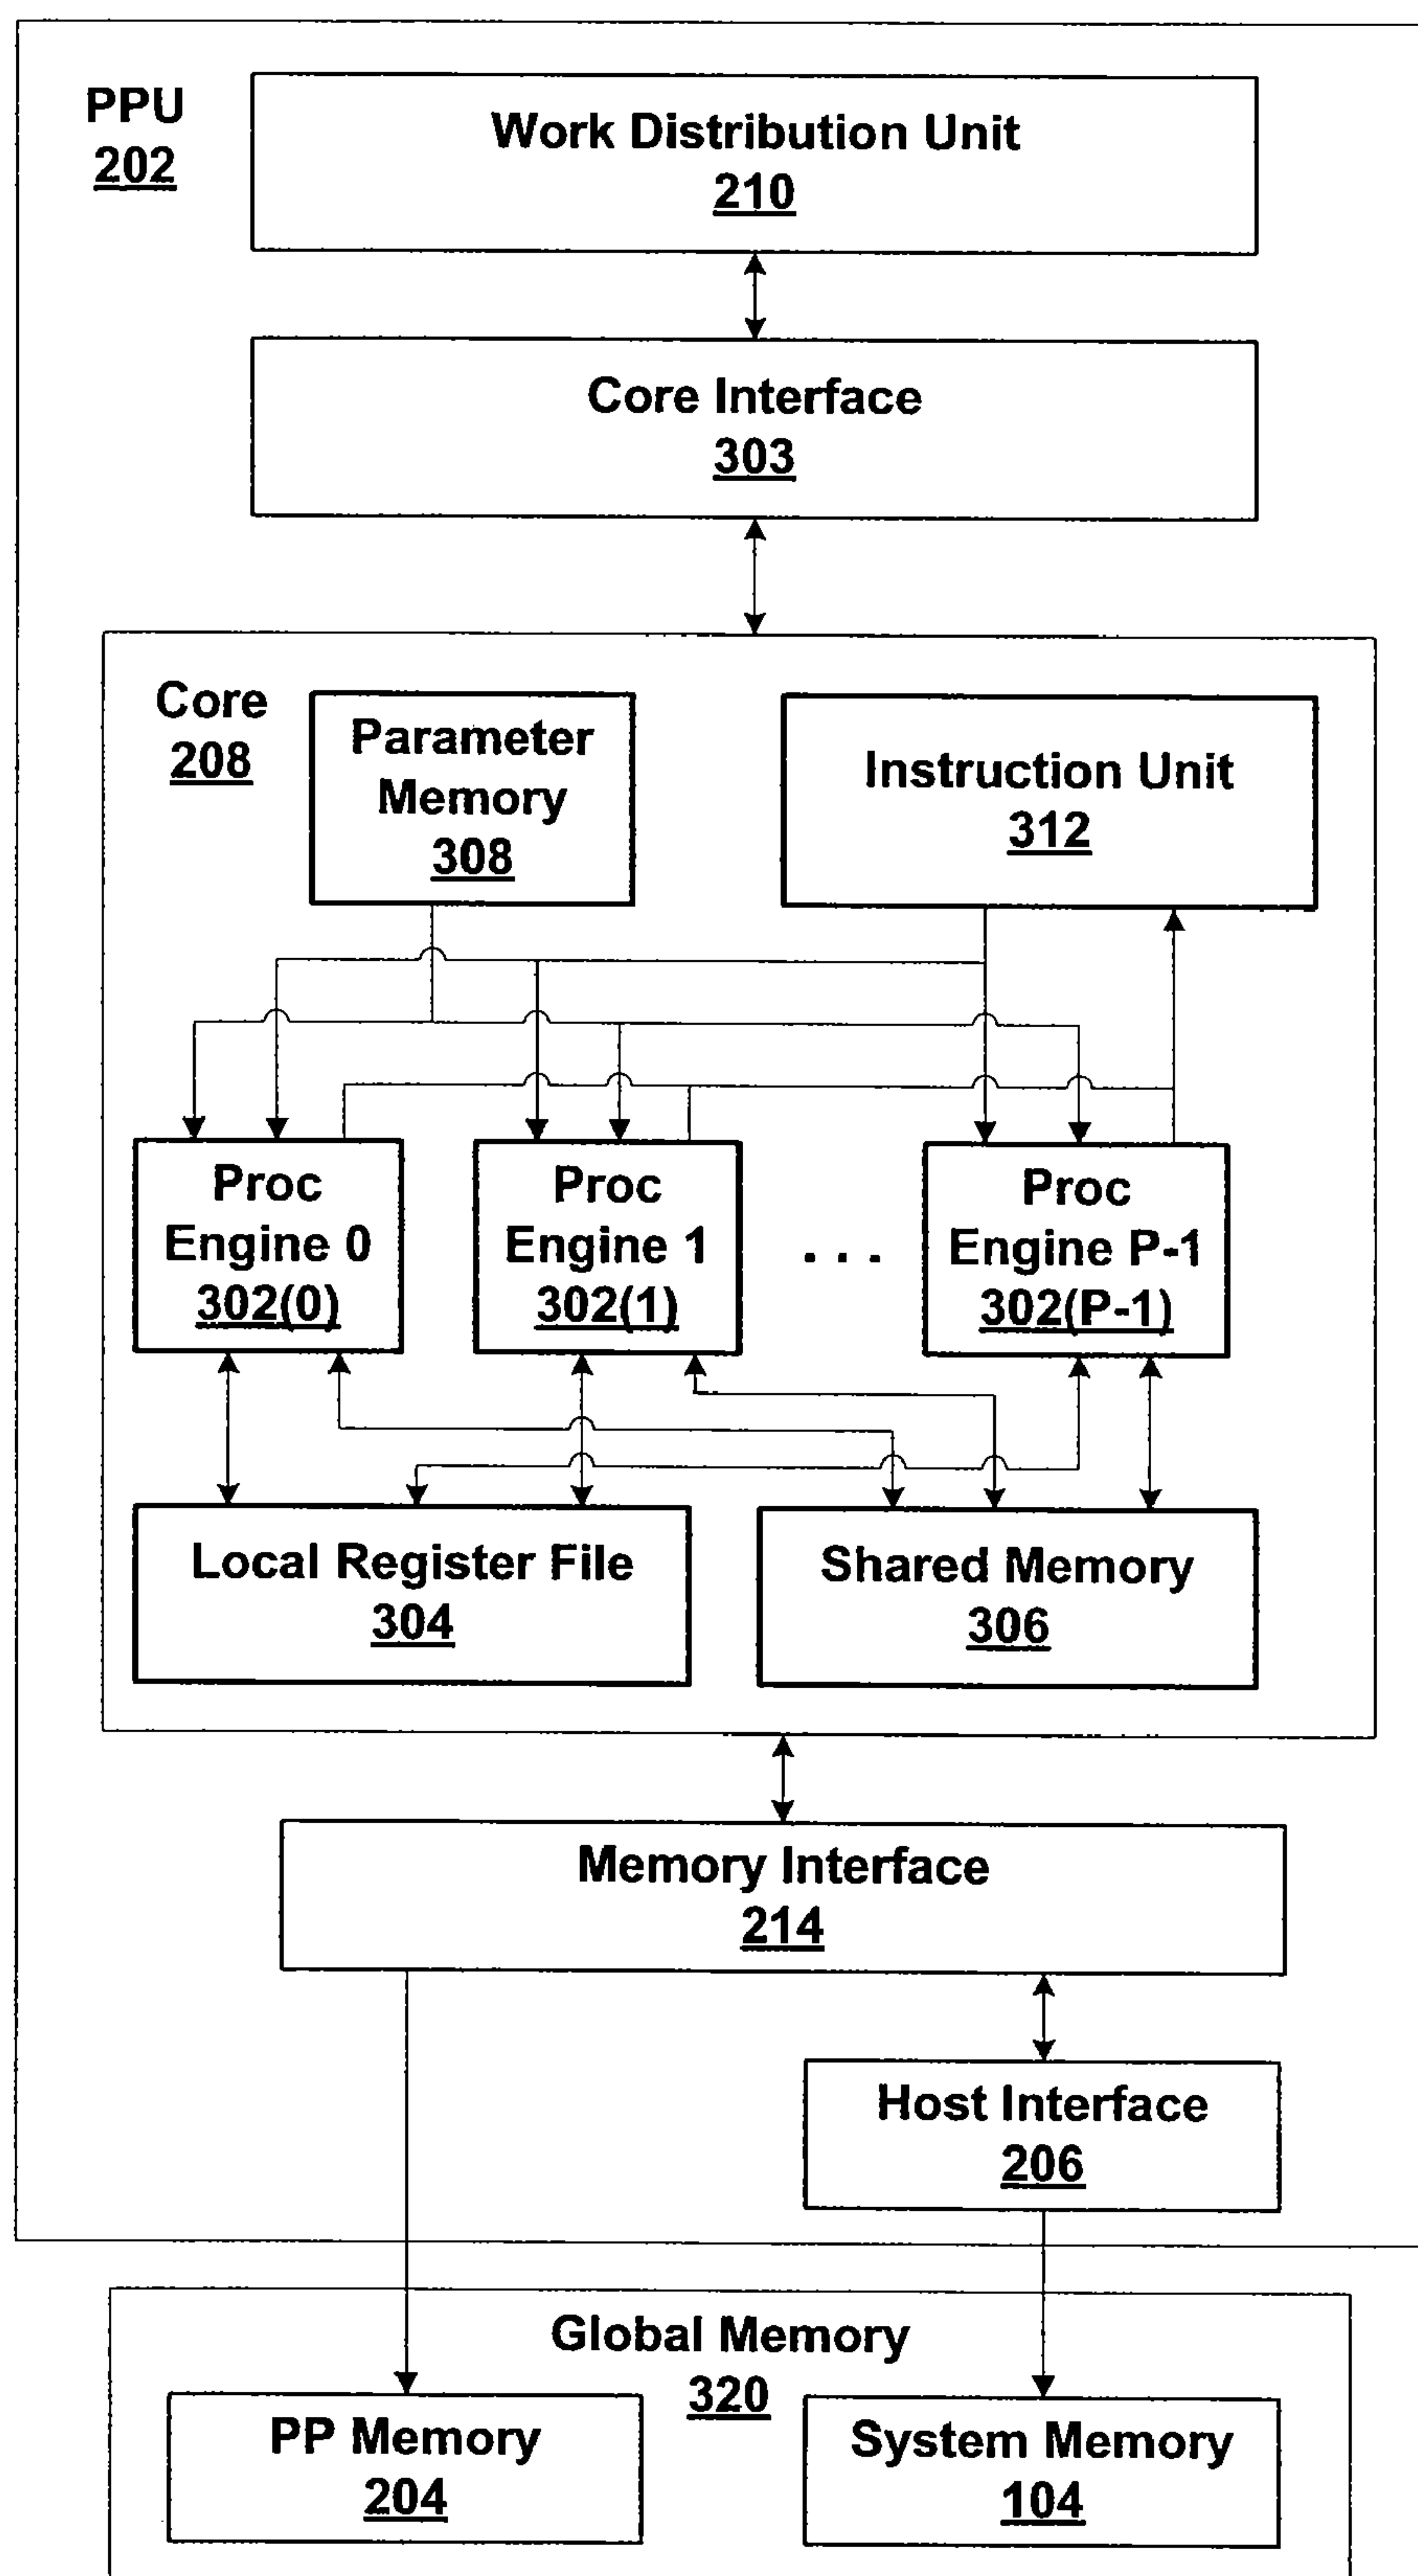 PPU
202
Work Distribution Unit
210
Core Interface
303
Core
208
Parameter
Memory
308
Instruction Unit
312
Proc
Engine 0
302(0)
Proc
Engine 1
302(1)
. . .
Proc
Engine P-1
302(P-1)
Local Register File
304
Shared Memory
306
Memory Interface
214
Host Interface
206
Global Memory
320
PP Memory
204
System Memory
104